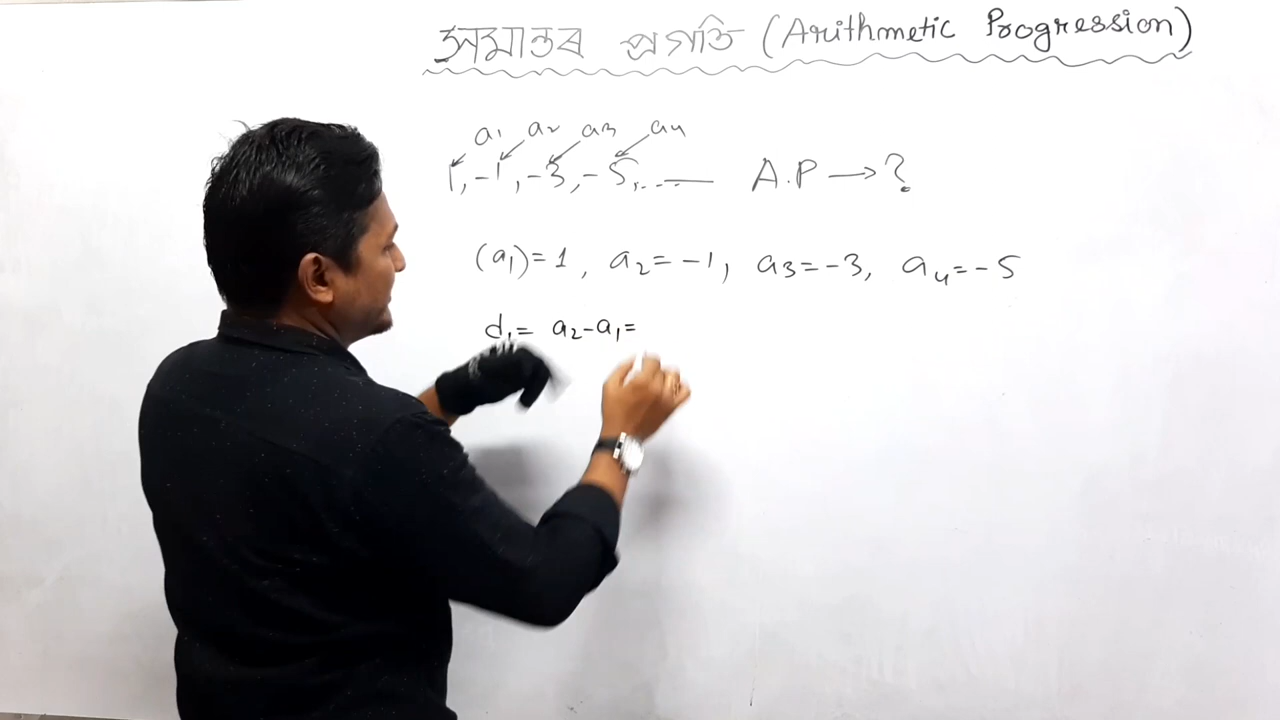 সমান্তৰ প্ৰগতি (Arithmetic Progression)
a1 a2 a3 a4
1, -1, -3, -5, ... A.P → ?
(a1) = 1, a2 = -1, a3 = -3, a4 = -5
d1 = a2 - a1 =